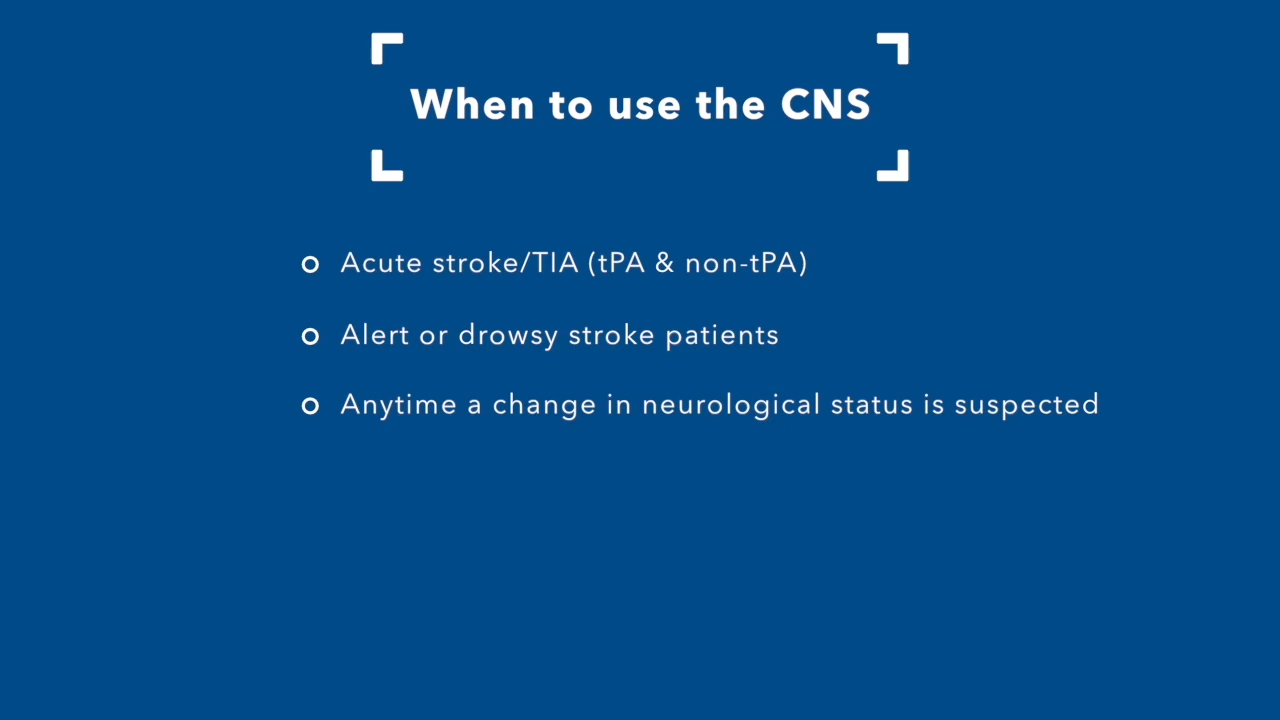 When to use the CNS
Acute stroke/TIA (tPA & non-tPA)
Alert or drowsy stroke patients
Anytime a change in neurological status is suspected